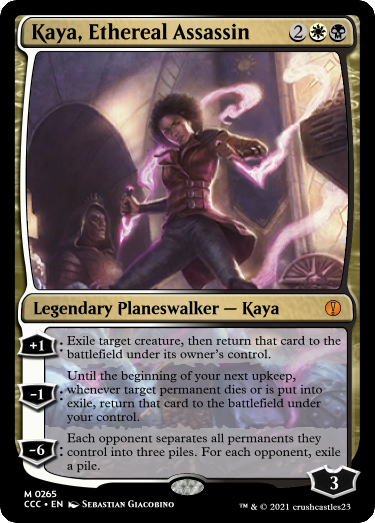 Kaya, Ethereal Assassin 2
Legendary Planeswalker — Kaya
+1: Exile target creature, then return that card to the
battlefield under its owner's control.
Until the beginning of your next upkeep,
-1: whenever target permanent dies or is put into
exile, return that card to the battlefield under
your control.
Each opponent separates all permanents they
-6: control into three piles. For each opponent, exile
a pile.
3
M 0265
CCC • EN Sebastian Giacobino
™ & © 2021 crushcastles23